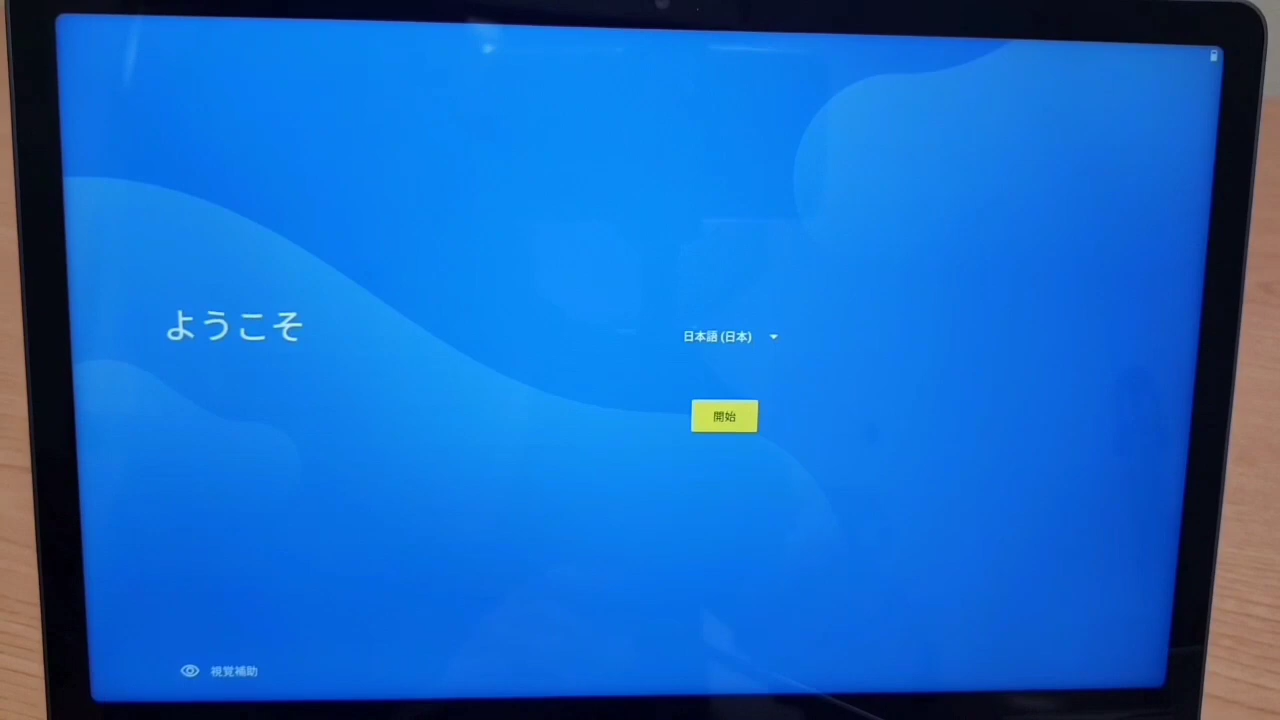 ようこそ
日本語 (日本)
開始
視覚補助